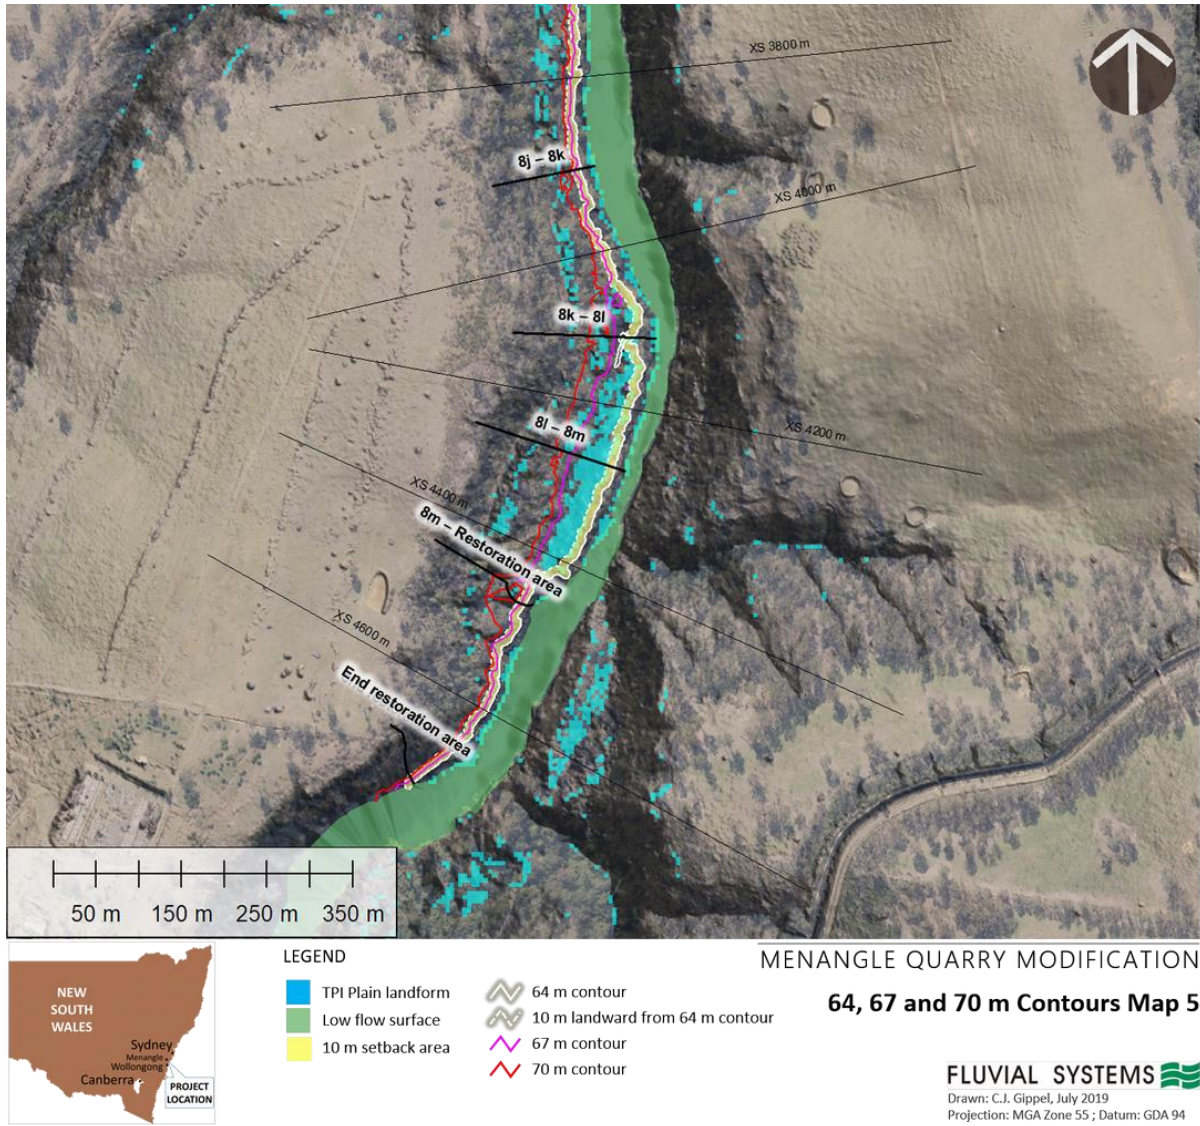 XS 3800 m
8j – 8k
XS 4000 m
8k – 8l
8l – 8m
XS 4200 m
XS 4400 m
8m – Restoration area
XS 4600 m
End restoration area
50 m 150 m 250 m 350 m
NEW
SOUTH
WALES
Sydney
Menangle
Wollongong
Canberra
PROJECT
LOCATION
LEGEND
TPI Plain landform
Low flow surface
10 m setback area
64 m contour
10 m landward from 64 m contour
67 m contour
70 m contour
MENANGLE QUARRY MODIFICATION
64, 67 and 70 m Contours Map 5
FLUVIAL SYSTEMS
Drawn: C.J. Gippel, July 2019
Projection: MGA Zone 55 ; Datum: GDA 94